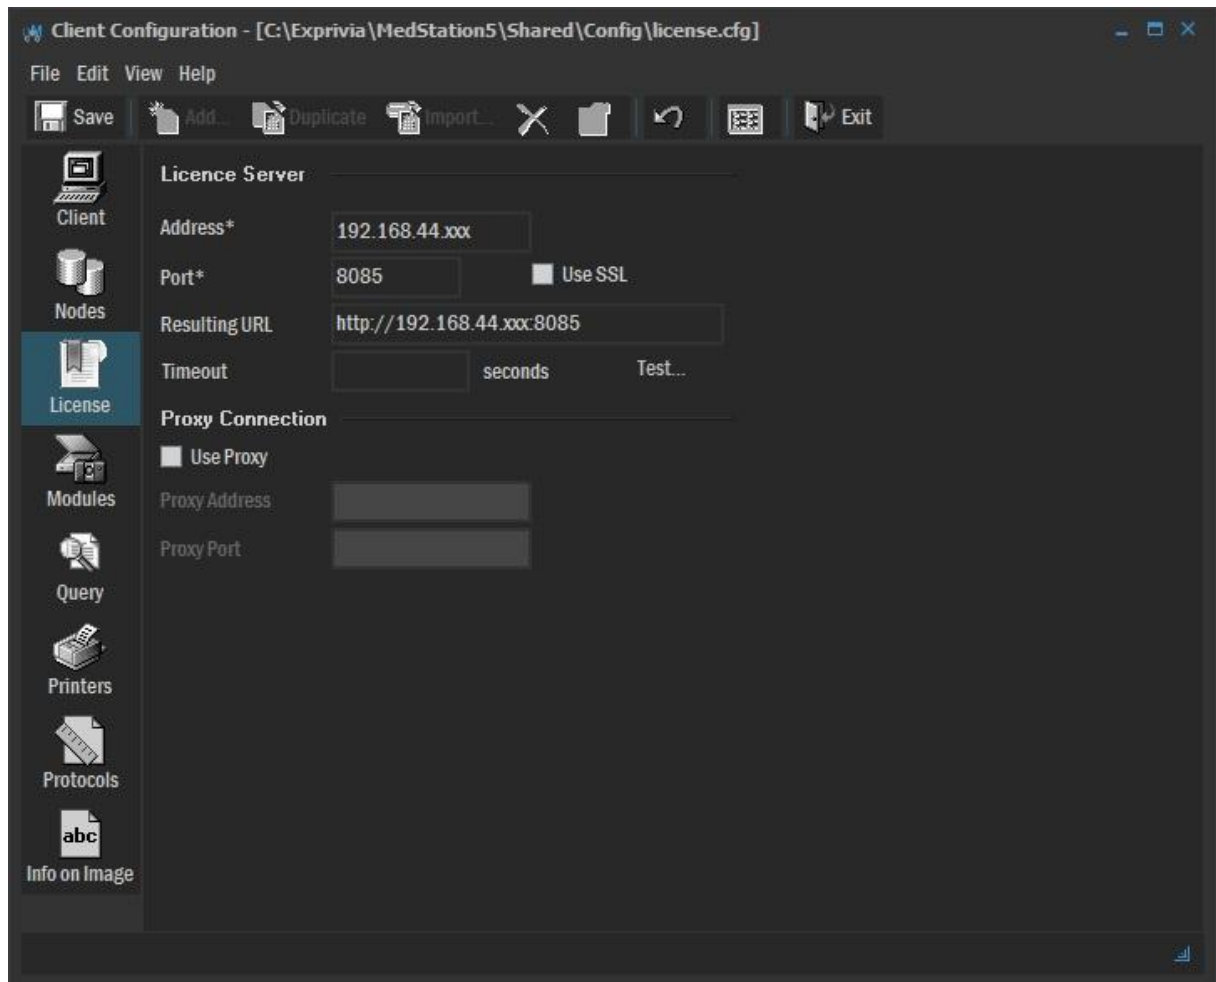 Client Configuration - [C:\Exprivia\MedStation5\Shared\Config\license.cfg]
File Edit View Help
Save Add... Duplicate Import... Exit
Client
Nodes
License
Modules
Query
Printers
Protocols
abc
Info on Image
Licence Server
Address* 192.168.44.xxx
Port* 8085 Use SSL
Resulting URL http://192.168.44.xxx:8085
Timeout seconds Test...
Proxy Connection
Use Proxy
Proxy Address
Proxy Port